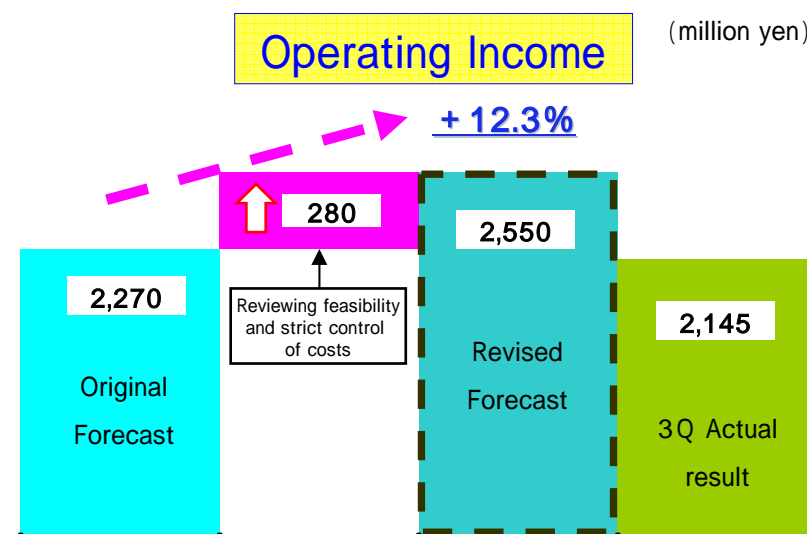 (million yen)
Operating Income
+ 12.3%
280
2,550
2,270
Reviewing feasibility
and strict control
of costs
2,145
Revised
Forecast
Original
Forecast
3Q Actual
result